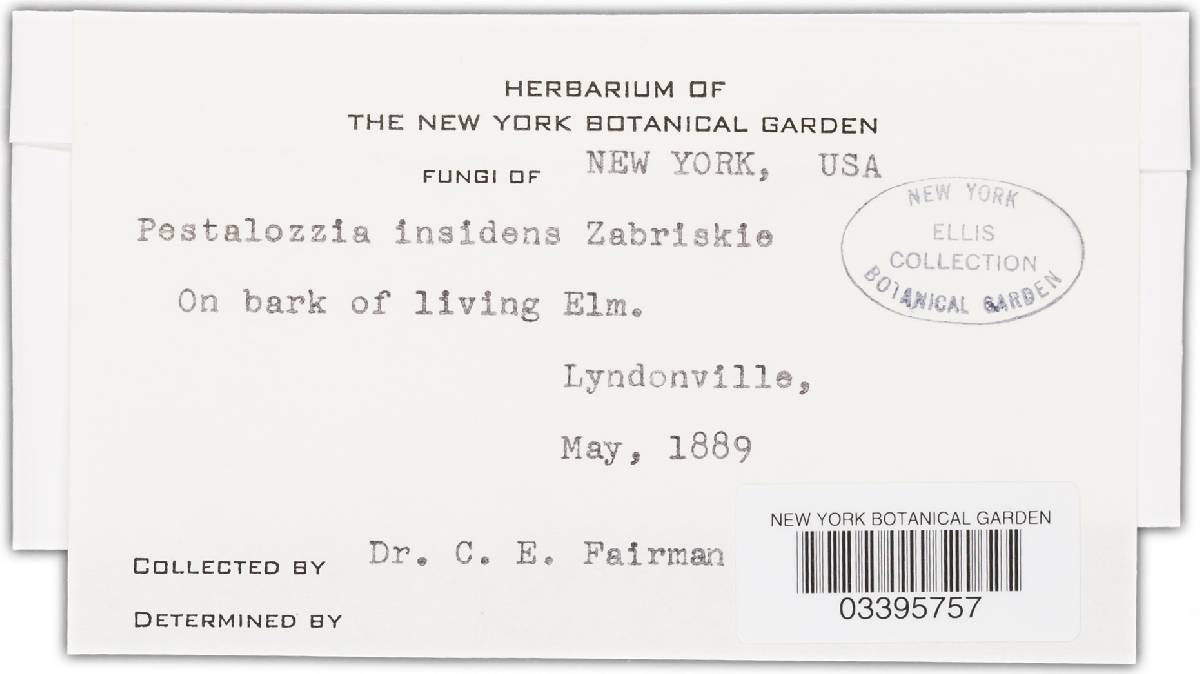 HERBARIUM OF
THE NEW YORK BOTANICAL GARDEN
FUNGI OF NEW YORK, USA
Pestalozzia insidens Zabriskie
NEW YORK
ELLIS
COLLECTION
BOTANICAL GARDEN
On bark of living Elm.
Lyndonville,
May, 1889
COLLECTED BY Dr. C. E. Fairman
DETERMINED BY
NEW YORK BOTANICAL GARDEN
03395757